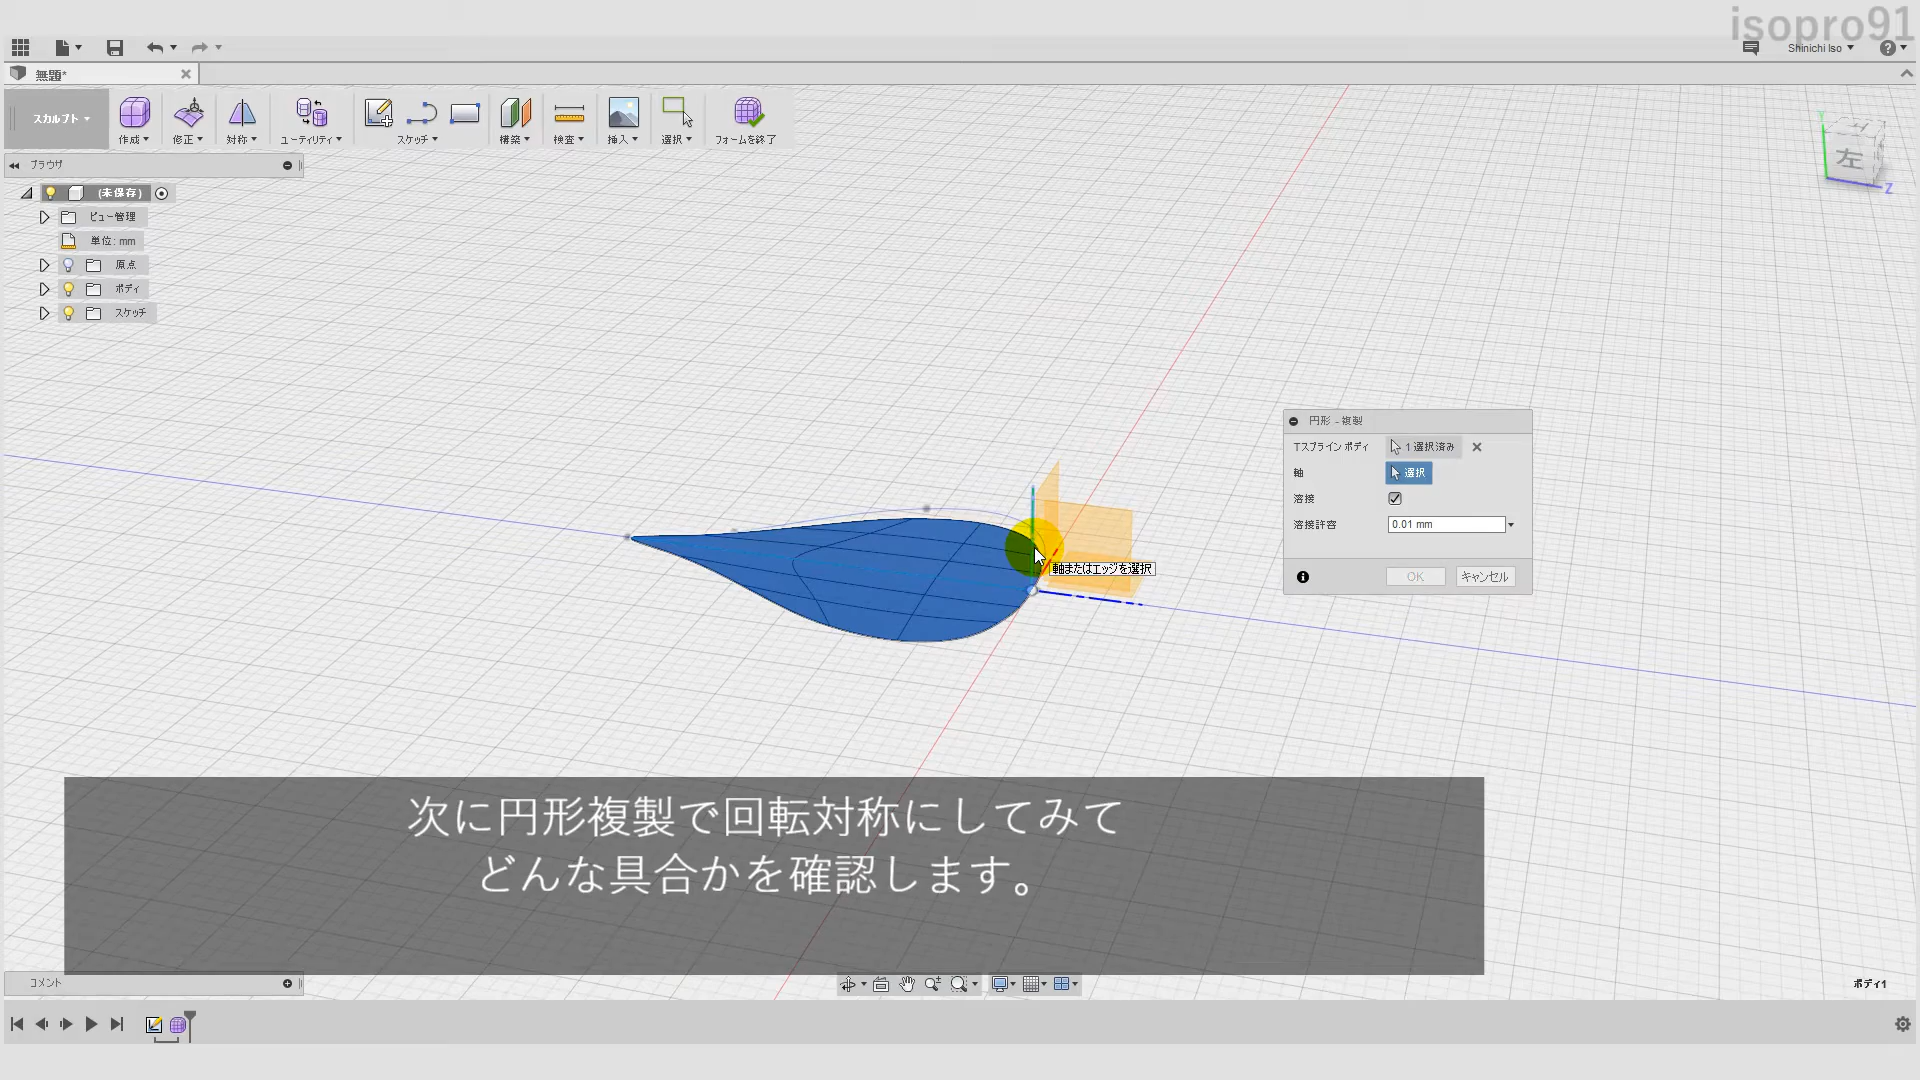 isopro91
Shinichi Iso
無題*
スカルプト
作成
修正
対称
ユーティリティ
スケッチ
構築
検査
挿入
選択
フォームを終了
ブラウザ
(未保存)
ビュー管理
単位: mm
原点
ボディ
スケッチ
左
Y
Z
円形 - 複製
Tスプライン ボディ
1 選択済み
軸
選択
溶接
溶接許容
0.01 mm
OK
キャンセル
軸またはエッジを選択
次に円形複製で回転対称にしてみて
どんな具合かを確認します。
コメント
ボディ1